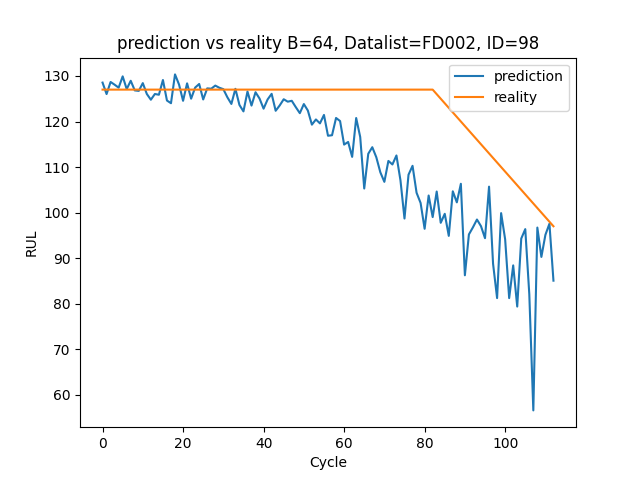 prediction vs reality B=64, Datalist=FD002, ID=98
prediction
reality
130
120
110
100
90
80
70
60
RUL
0
20
40
60
80
100
Cycle